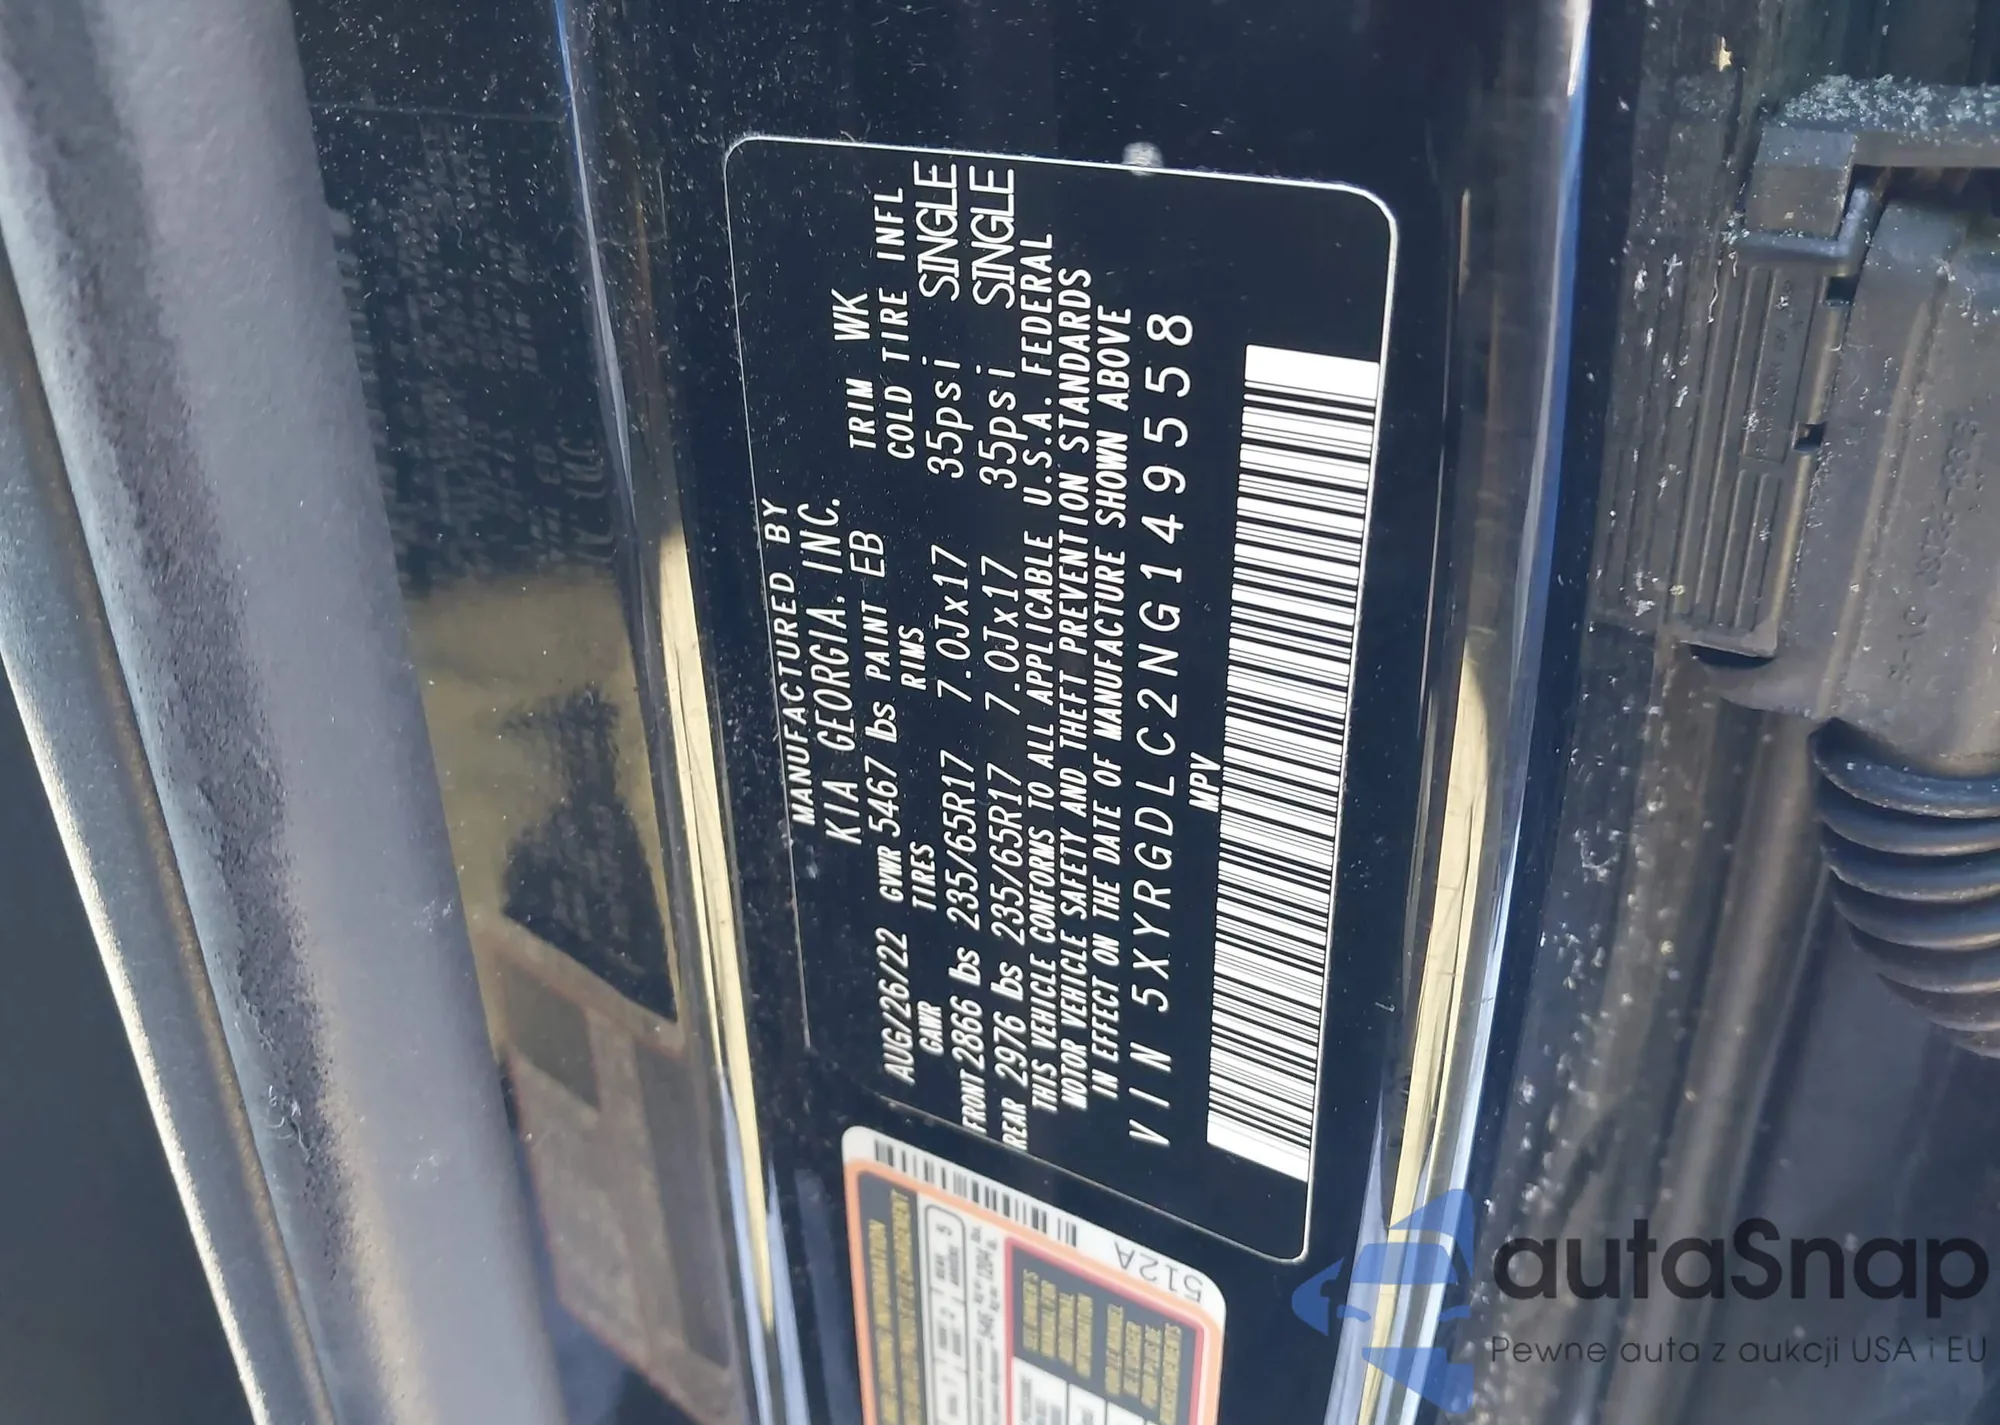 MANUFACTURED BY
KIA GEORGIA, INC.
AUG/26/22 GVWR 5467 lbs PAINT EB TRIM WK
GAWR TIRES RIMS COLD TIRE INFL
FRONT 2866 lbs 235/65R17 7.0Jx17 35psi SINGLE
REAR 2976 lbs 235/65R17 7.0Jx17 35psi SINGLE
THIS VEHICLE CONFORMS TO ALL APPLICABLE U.S.A. FEDERAL
MOTOR VEHICLE SAFETY AND THEFT PREVENTION STANDARDS
IN EFFECT ON THE DATE OF MANUFACTURE SHOWN ABOVE
VIN 5XYRGDLC2NG149558
MPV
512A
autaSnap
Pewne auta z aukcji USA i EU